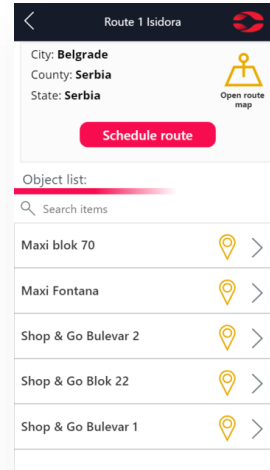 Route 1 Isidora
City: Belgrade
County: Serbia
State: Serbia
Open route
map
Schedule route
Object list:
Search items
Maxi blok 70
Maxi Fontana
Shop & Go Bulevar 2
Shop & Go Blok 22
Shop & Go Bulevar 1